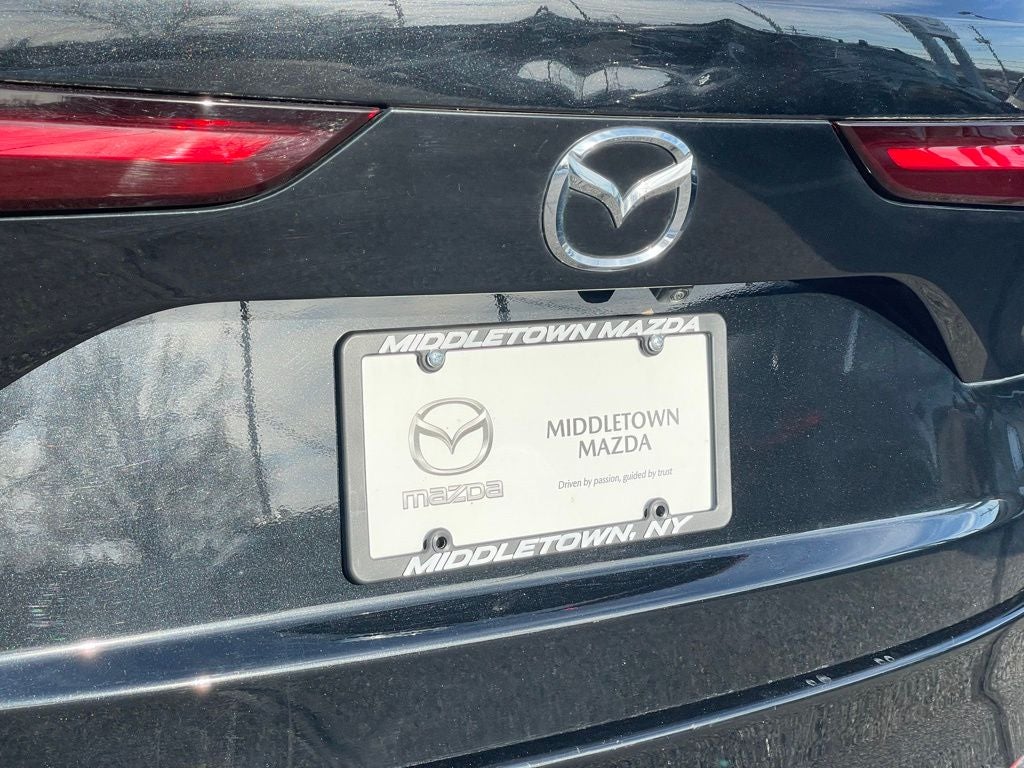 MIDDLETOWN MAZDA
MIDDLETOWN
MAZDA
mazda
Driven by passion, guided by trust
MIDDLETOWN, NY